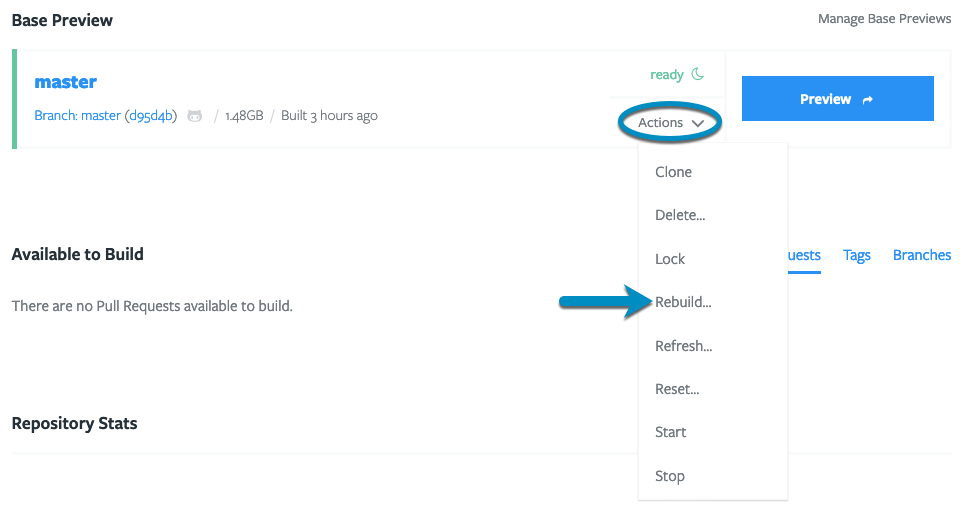 Base Preview
Manage Base Previews
master
ready
Branch: master (d95d4b) / 1.48GB / Built 3 hours ago
Preview
Actions
Clone
Delete...
Lock
Rebuild...
Refresh...
Reset...
Start
Stop
Available to Build
uests Tags Branches
There are no Pull Requests available to build.
Repository Stats